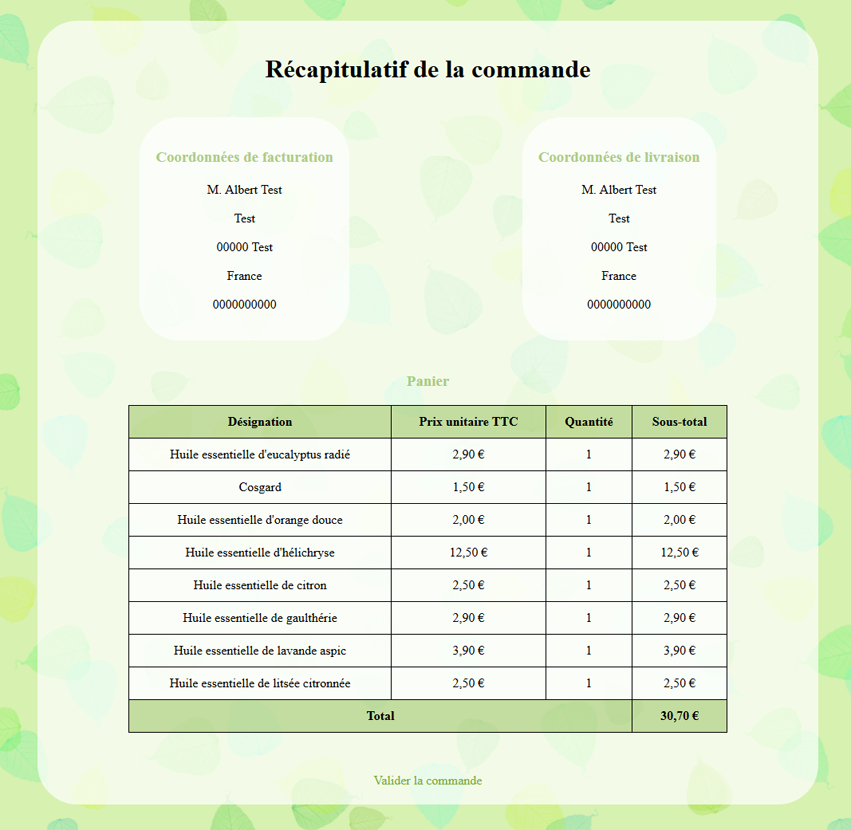 Récapitulatif de la commande
Coordonnées de facturation
M. Albert Test
Test
00000 Test
France
0000000000
Coordonnées de livraison
M. Albert Test
Test
00000 Test
France
0000000000
Panier
Désignation Prix unitaire TTC Quantité Sous-total
Huile essentielle d'eucalyptus radié 2,90 € 1 2,90 €
Cosgard 1,50 € 1 1,50 €
Huile essentielle d'orange douce 2,00 € 1 2,00 €
Huile essentielle d'hélichryse 12,50 € 1 12,50 €
Huile essentielle de citron 2,50 € 1 2,50 €
Huile essentielle de gaulthérie 2,90 € 1 2,90 €
Huile essentielle de lavande aspic 3,90 € 1 3,90 €
Huile essentielle de litsée citronnée 2,50 € 1 2,50 €
Total 30,70 €
Valider la commande